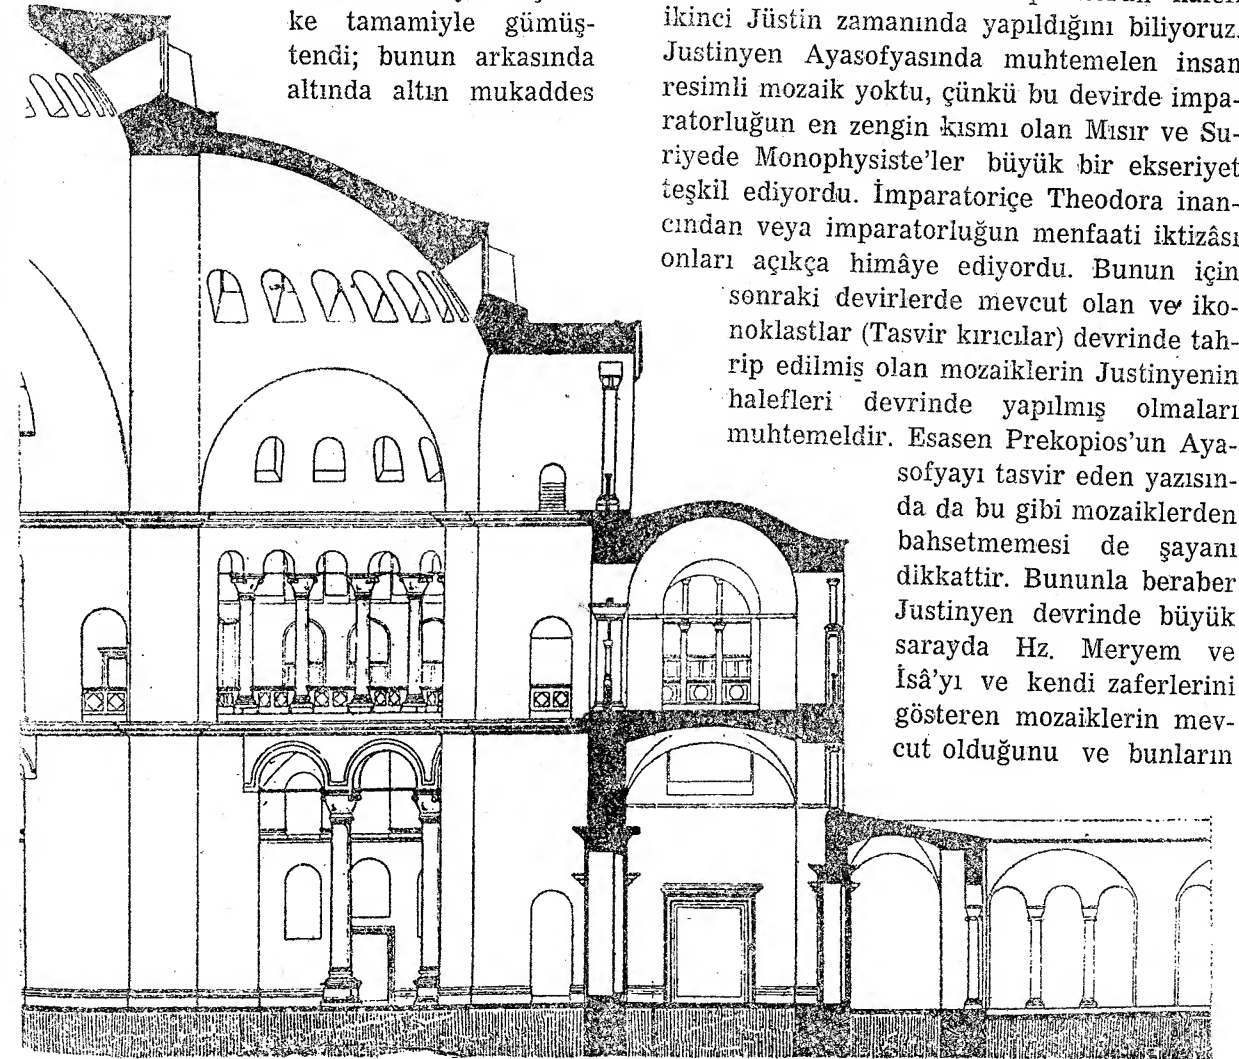 ke tamamiyle gümüş-
tendi; bunun arkasında
altında altın mukaddes
ikinci Jüstin zamanında yapıldığını biliyoruz.
Justinyen Ayasofyasında muhtemelen insan
resimli mozaik yoktu, çünkü bu devirde impa-
ratorluğun en zengin kısmı olan Mısır ve Su-
riyede Monophysiste'ler büyük bir ekseriyet
teşkil ediyordu. İmparatoriçe Theodora inan-
cından veya imparatorluğun menfaati iktizâsı
onları açıkça himâye ediyordu. Bunun için
sonraki devirlerde mevcut olan ve iko-
noklastlar (Tasvir kırıcılar) devrinde tah-
rip edilmiş olan mozaiklerin Justinyenin
halefleri devrinde yapılmış olmaları
muhtemeldir. Esasen Prekopios'un Aya-
sofyayı tasvir eden yazısın-
da da bu gibi mozaiklerden
bahsetmemesi de şayanı
dikkattir. Bununla beraber
Justinyen devrinde büyük
sarayda Hz. Meryem ve
İsâ'yı ve kendi zaferlerini
gösteren mozaiklerin mev-
cut olduğunu ve bunların